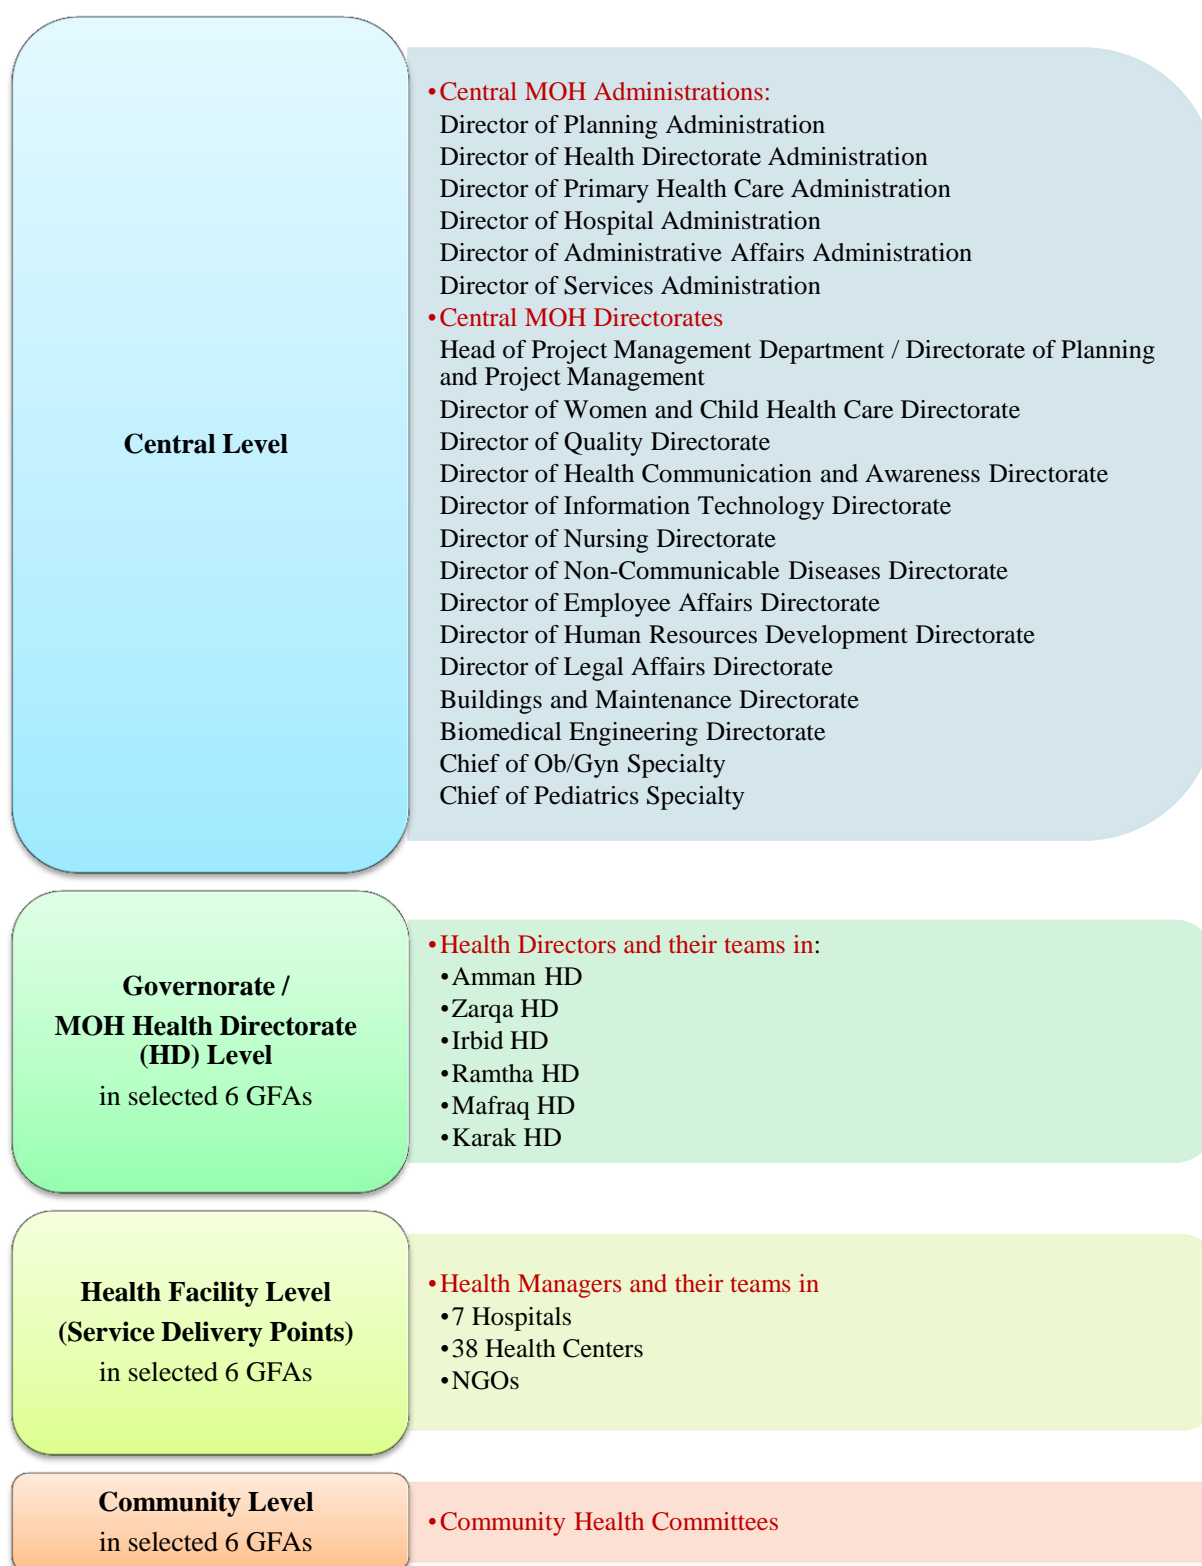 Central Level
•Central MOH Administrations:
Director of Planning Administration
Director of Health Directorate Administration
Director of Primary Health Care Administration
Director of Hospital Administration
Director of Administrative Affairs Administration
Director of Services Administration
•Central MOH Directorates
Head of Project Management Department / Directorate of Planning
and Project Management
Director of Women and Child Health Care Directorate
Director of Quality Directorate
Director of Health Communication and Awareness Directorate
Director of Information Technology Directorate
Director of Nursing Directorate
Director of Non-Communicable Diseases Directorate
Director of Employee Affairs Directorate
Director of Human Resources Development Directorate
Director of Legal Affairs Directorate
Buildings and Maintenance Directorate
Biomedical Engineering Directorate
Chief of Ob/Gyn Specialty
Chief of Pediatrics Specialty
Governorate /
MOH Health Directorate
(HD) Level
in selected 6 GFAs
•Health Directors and their teams in:
•Amman HD
•Zarqa HD
•Irbid HD
•Ramtha HD
•Mafraq HD
•Karak HD
Health Facility Level
(Service Delivery Points)
in selected 6 GFAs
•Health Managers and their teams in
•7 Hospitals
•38 Health Centers
•NGOs
Community Level
in selected 6 GFAs
•Community Health Committees